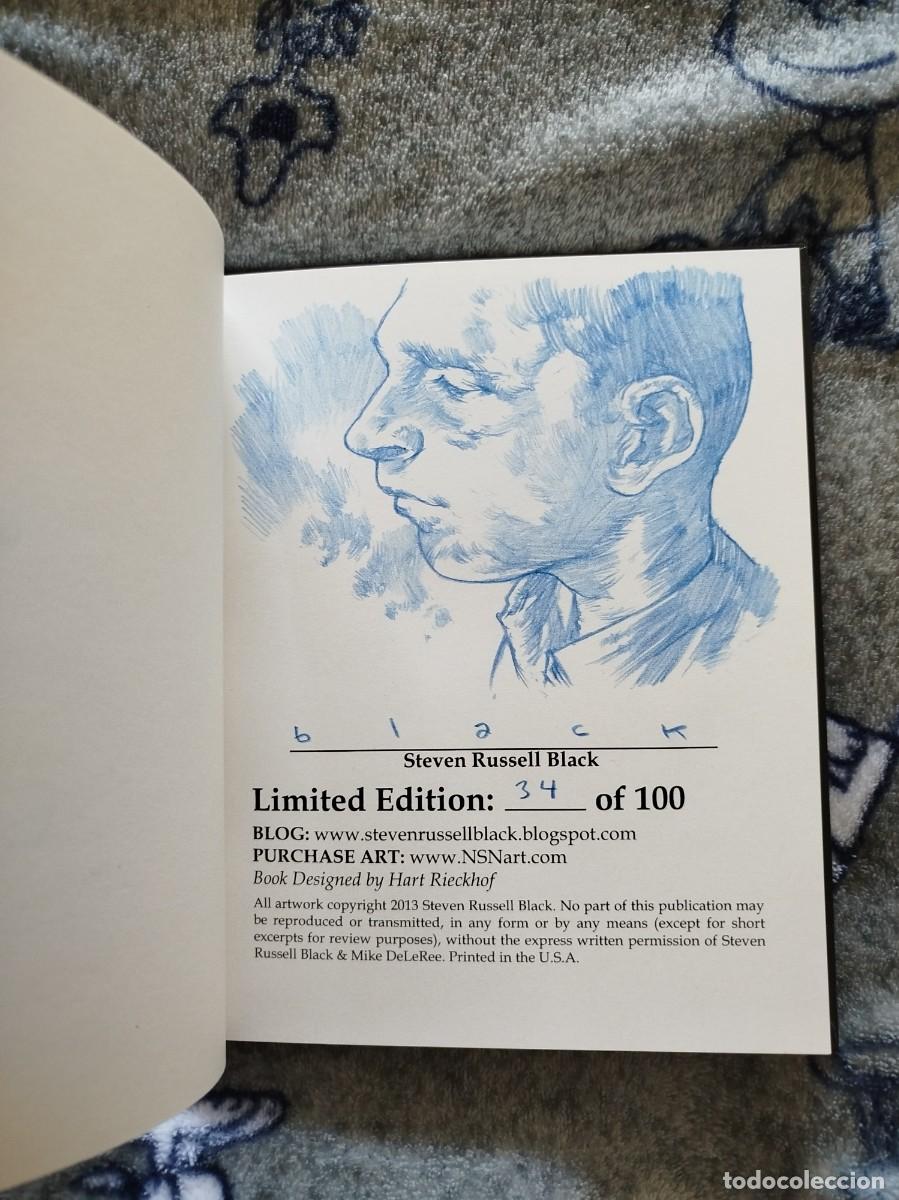 b l a c k
Steven Russell Black
Limited Edition: 34 of 100
BLOG: www.stevenrussellblack.blogspot.com
PURCHASE ART: www.NSNart.com
Book Designed by Hart Rieckhof
All artwork copyright 2013 Steven Russell Black. No part of this publication may
be reproduced or transmitted, in any form or by any means (except for short
excerpts for review purposes), without the express written permission of Steven
Russell Black & Mike DeLeRee. Printed in the U.S.A.
todocoleccion